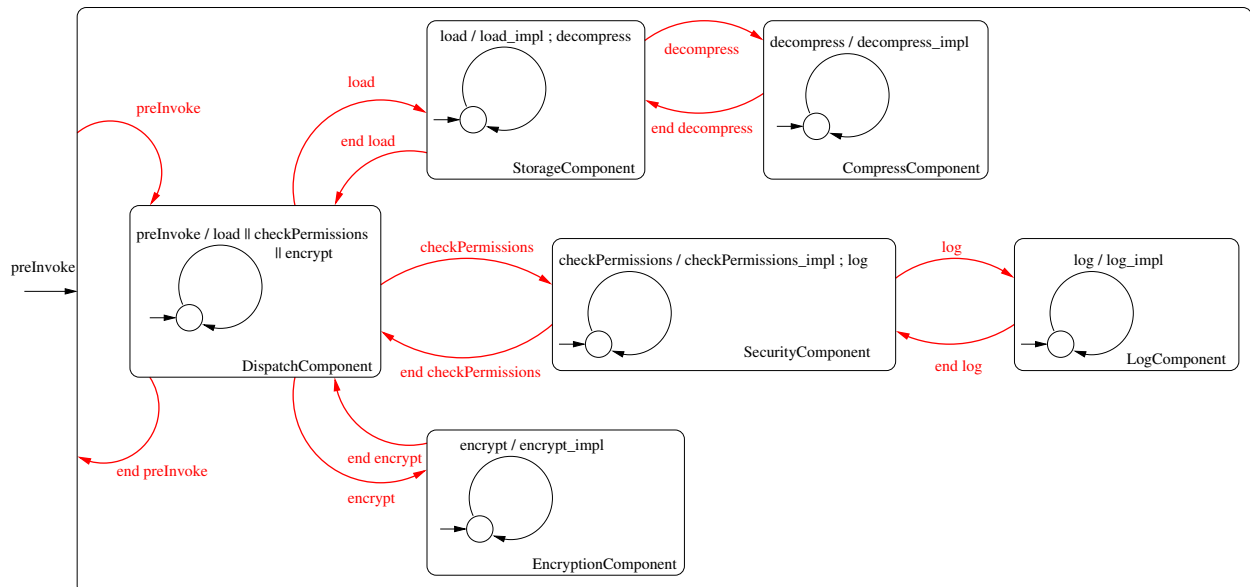 load / load_impl ; decompress
decompress
decompress / decompress_impl
load
preInvoke
end decompress
end load
StorageComponent
CompressComponent
preInvoke / load || checkPermissions
|| encrypt
checkPermissions
log
checkPermissions / checkPermissions_impl ; log
log / log_impl
preInvoke
SecurityComponent
LogComponent
DispatchComponent
end checkPermissions
end log
encrypt / encrypt_impl
end encrypt
end preInvoke
encrypt
EncryptionComponent